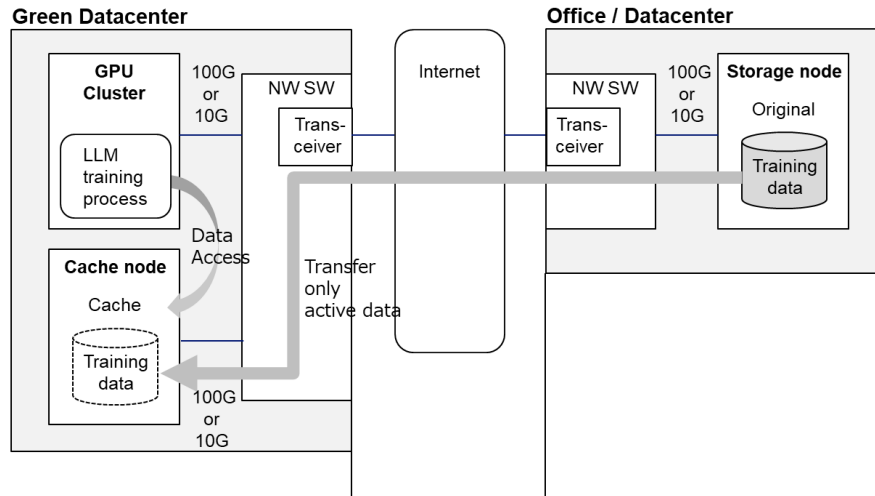 Green Datacenter
GPU
Cluster
LLM
training
process
100G
or
10G
NW SW
Trans-
ceiver
Data
Access
Cache node
Cache
Training
data
100G
or
10G
Transfer
only
active data
Internet
Office / Datacenter
NW SW
Trans-
ceiver
100G
or
10G
Storage node
Original
Training
data